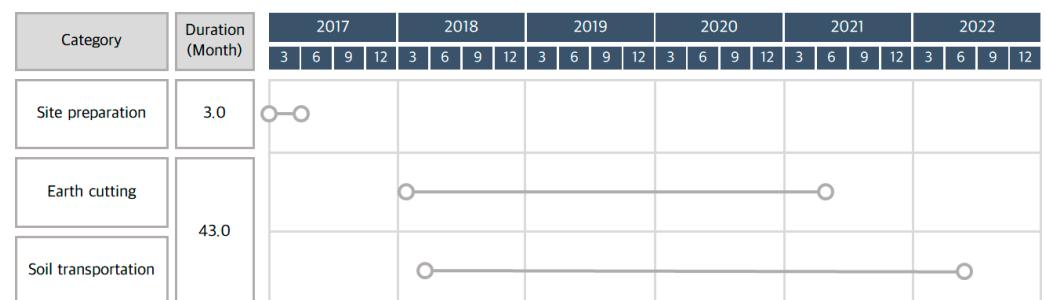 Category
Duration
(Month)
2017 2018 2019 2020 2021 2022
3 6 9 12 3 6 9 12 3 6 9 12 3 6 9 12 3 6 9 12 3 6 9 12
Site preparation 3.0
Earth cutting
43.0
Soil transportation